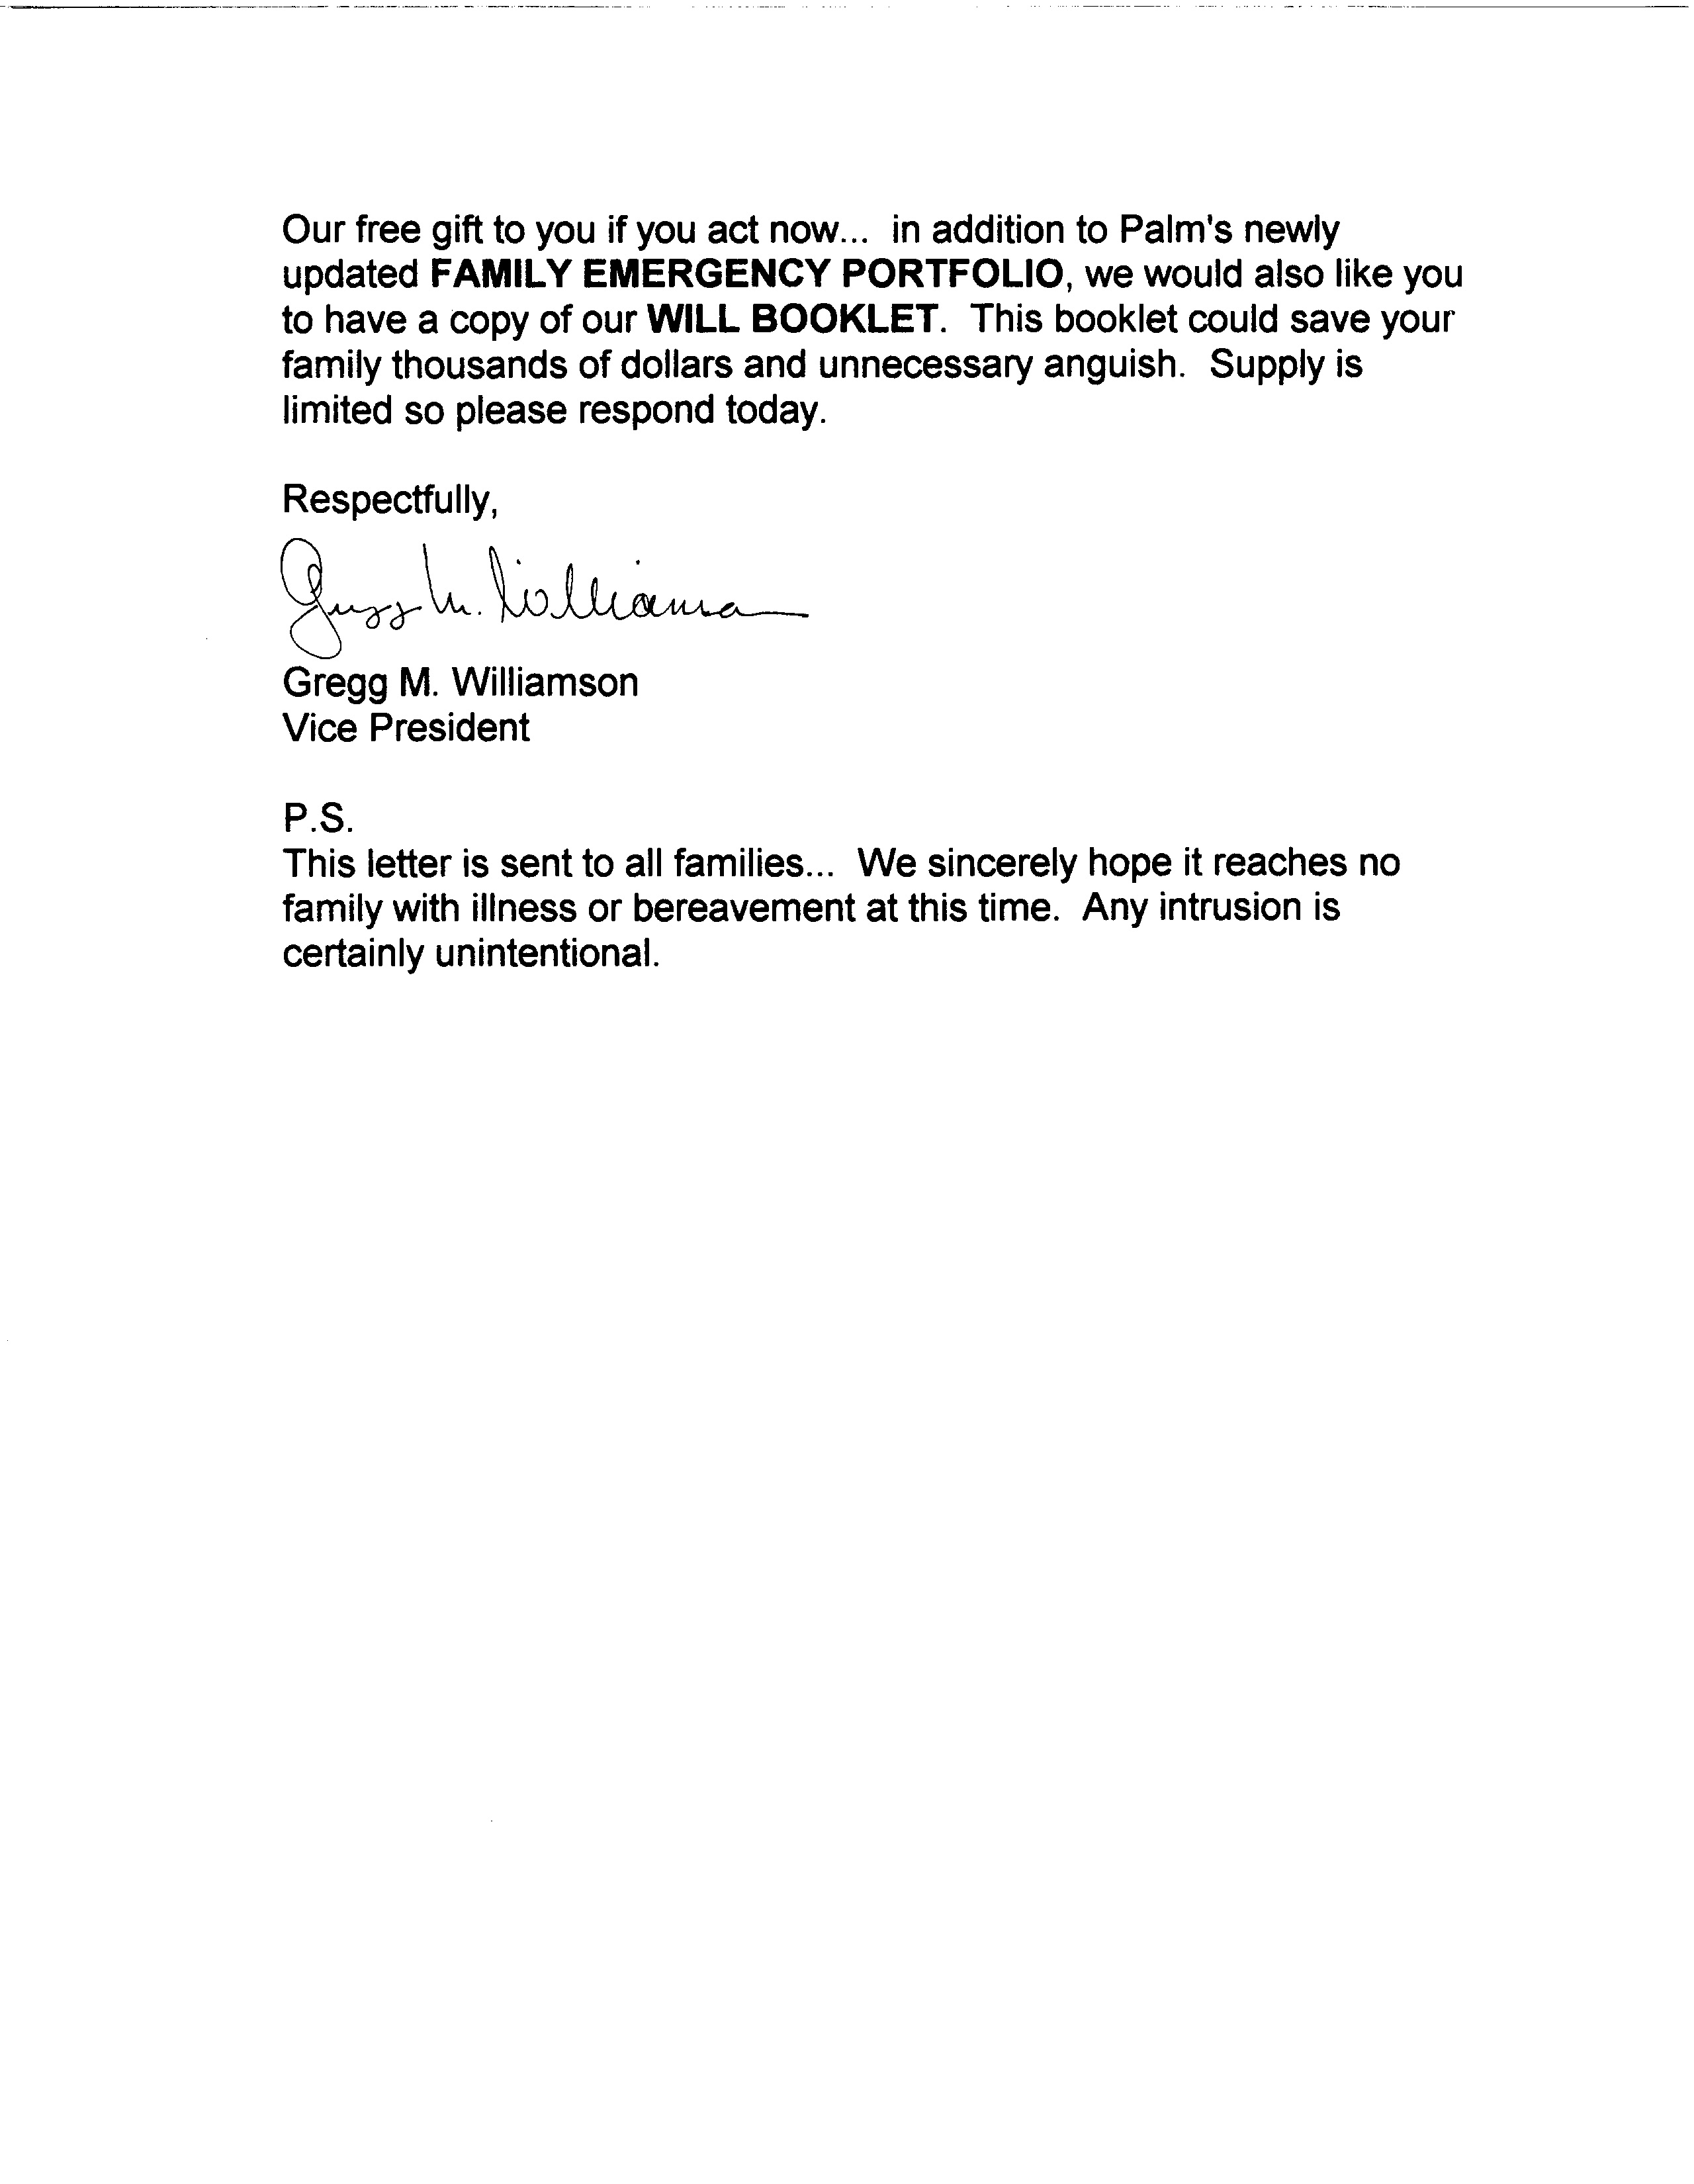 Our free gift to you if you act now... in addition to Palm's newly
updated FAMILY EMERGENCY PORTFOLIO, we would also like you
to have a copy of our WILL BOOKLET. This booklet could save your
family thousands of dollars and unnecessary anguish. Supply is
limited so please respond today.
Respectfully,
Gregg M. Williamson
Gregg M. Williamson
Vice President
P.S.
This letter is sent to all families... We sincerely hope it reaches no
family with illness or bereavement at this time. Any intrusion is
certainly unintentional.